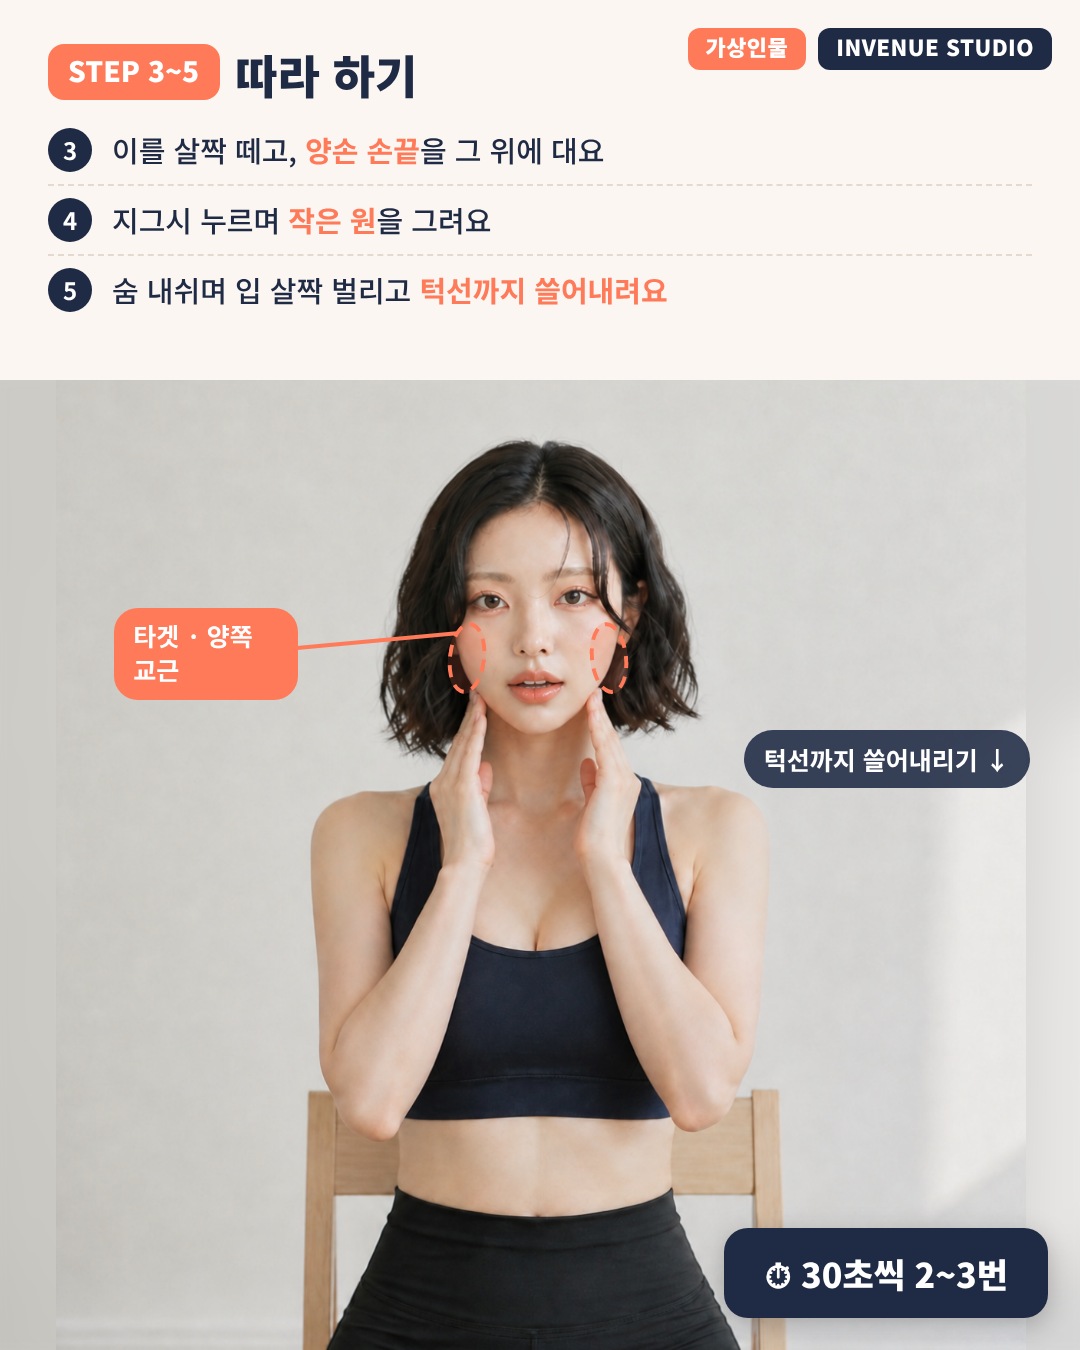 STEP 3~5 따라 하기
가상인물
INVENUE STUDIO
3 이를 살짝 떼고, 양손 손끝을 그 위에 대요
4 지그시 누르며 작은 원을 그려요
5 숨 내쉬며 입 살짝 벌리고 턱선까지 쓸어내려요
타겟 · 양쪽
교근
턱선까지 쓸어내리기 ↓
⏱ 30초씩 2~3번